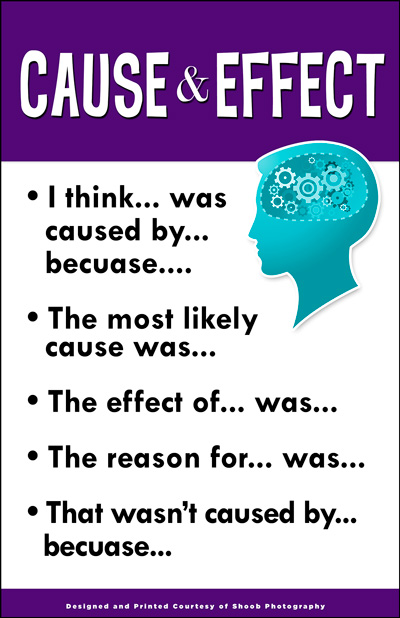 CAUSE & EFFECT
• I think... was
caused by...
becuase....
• The most likely
cause was...
• The effect of... was...
• The reason for... was...
• That wasn't caused by...
becuase...
Designed and Printed Courtesy of Shoob Photography